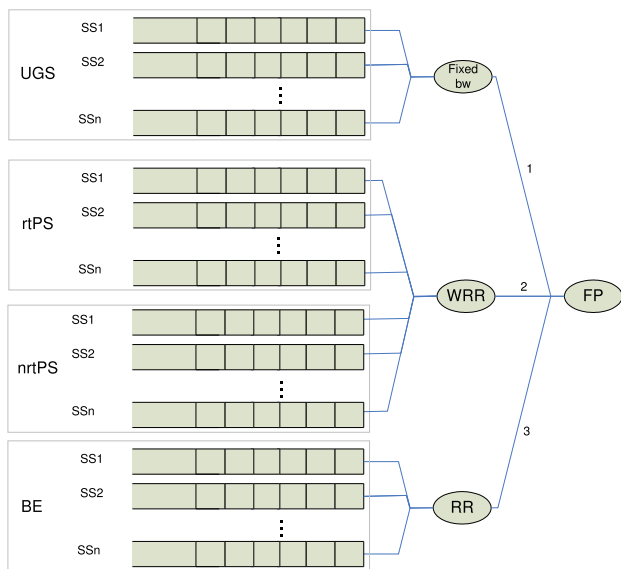 UGS
SS1
SS2
SSn
Fixed
bw
1
rtPS
SS1
SS2
SSn
WRR
2
FP
nrtPS
SS1
SS2
SSn
3
BE
SS1
SS2
SSn
RR